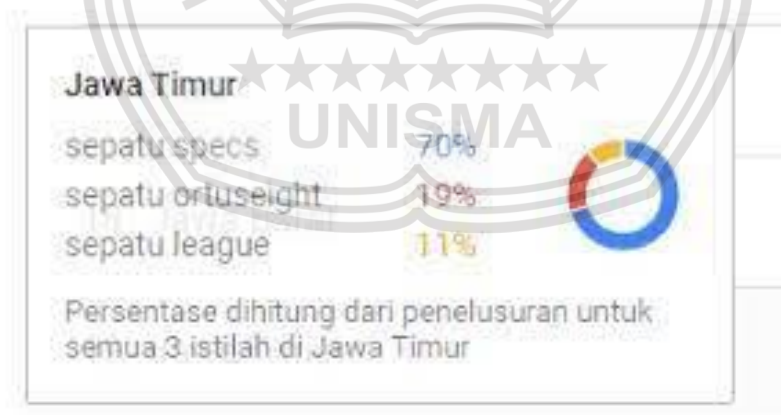 Jawa Timur
UNISMA
sepatu specs 70%
sepatu ortuseight 19%
sepatu league 11%
Persentase dihitung dari penelusuran untuk
semua 3 istilah di Jawa Timur